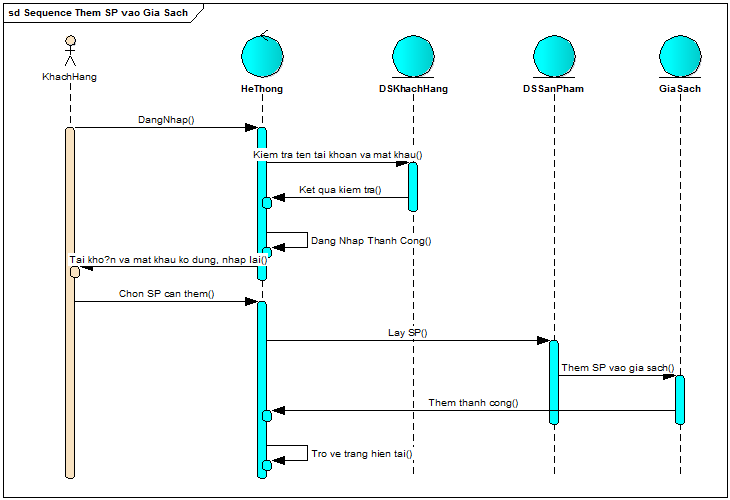 sd Sequence Them SP vao Gia Sach
KhachHang
HeThong
DSKhachHang
DSSanPham
GiaSach
DangNhap()
Kiem tra ten tai khoan va mat khau()
Ket qua kiem tra()
Dang Nhap Thanh Cong()
Tai kho?n va mat khau ko dung, nhap lai()
Chon SP can them()
Lay SP()
Them SP vao gia sach()
Them thanh cong()
Tro ve trang hien tai()